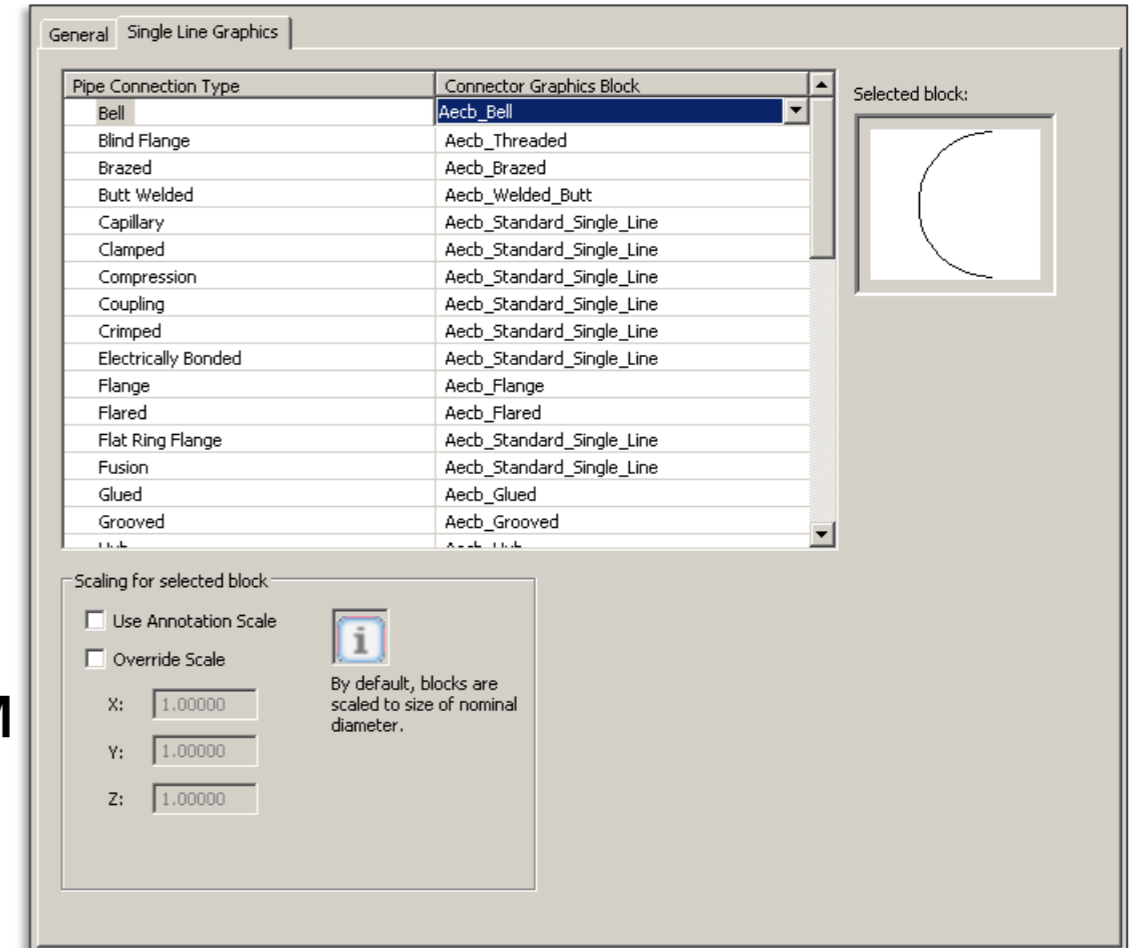 General Single Line Graphics
Pipe Connection Type Connector Graphics Block
Selected block:
Bell Aecb_Bell
Blind Flange Aecb_Threaded
Brazed Aecb_Brazed
Butt Welded Aecb_Welded_Butt
Capillary Aecb_Standard_Single_Line
Clamped Aecb_Standard_Single_Line
Compression Aecb_Standard_Single_Line
Coupling Aecb_Standard_Single_Line
Crimped Aecb_Standard_Single_Line
Electrically Bonded Aecb_Standard_Single_Line
Flange Aecb_Flange
Flared Aecb_Flared
Flat Ring Flange Aecb_Standard_Single_Line
Fusion Aecb_Standard_Single_Line
Glued Aecb_Glued
Grooved Aecb_Grooved
Scaling for selected block
Use Annotation Scale
Override Scale
i
By default, blocks are
scaled to size of nominal
diameter.
X: 1.00000
Y: 1.00000
Z: 1.00000